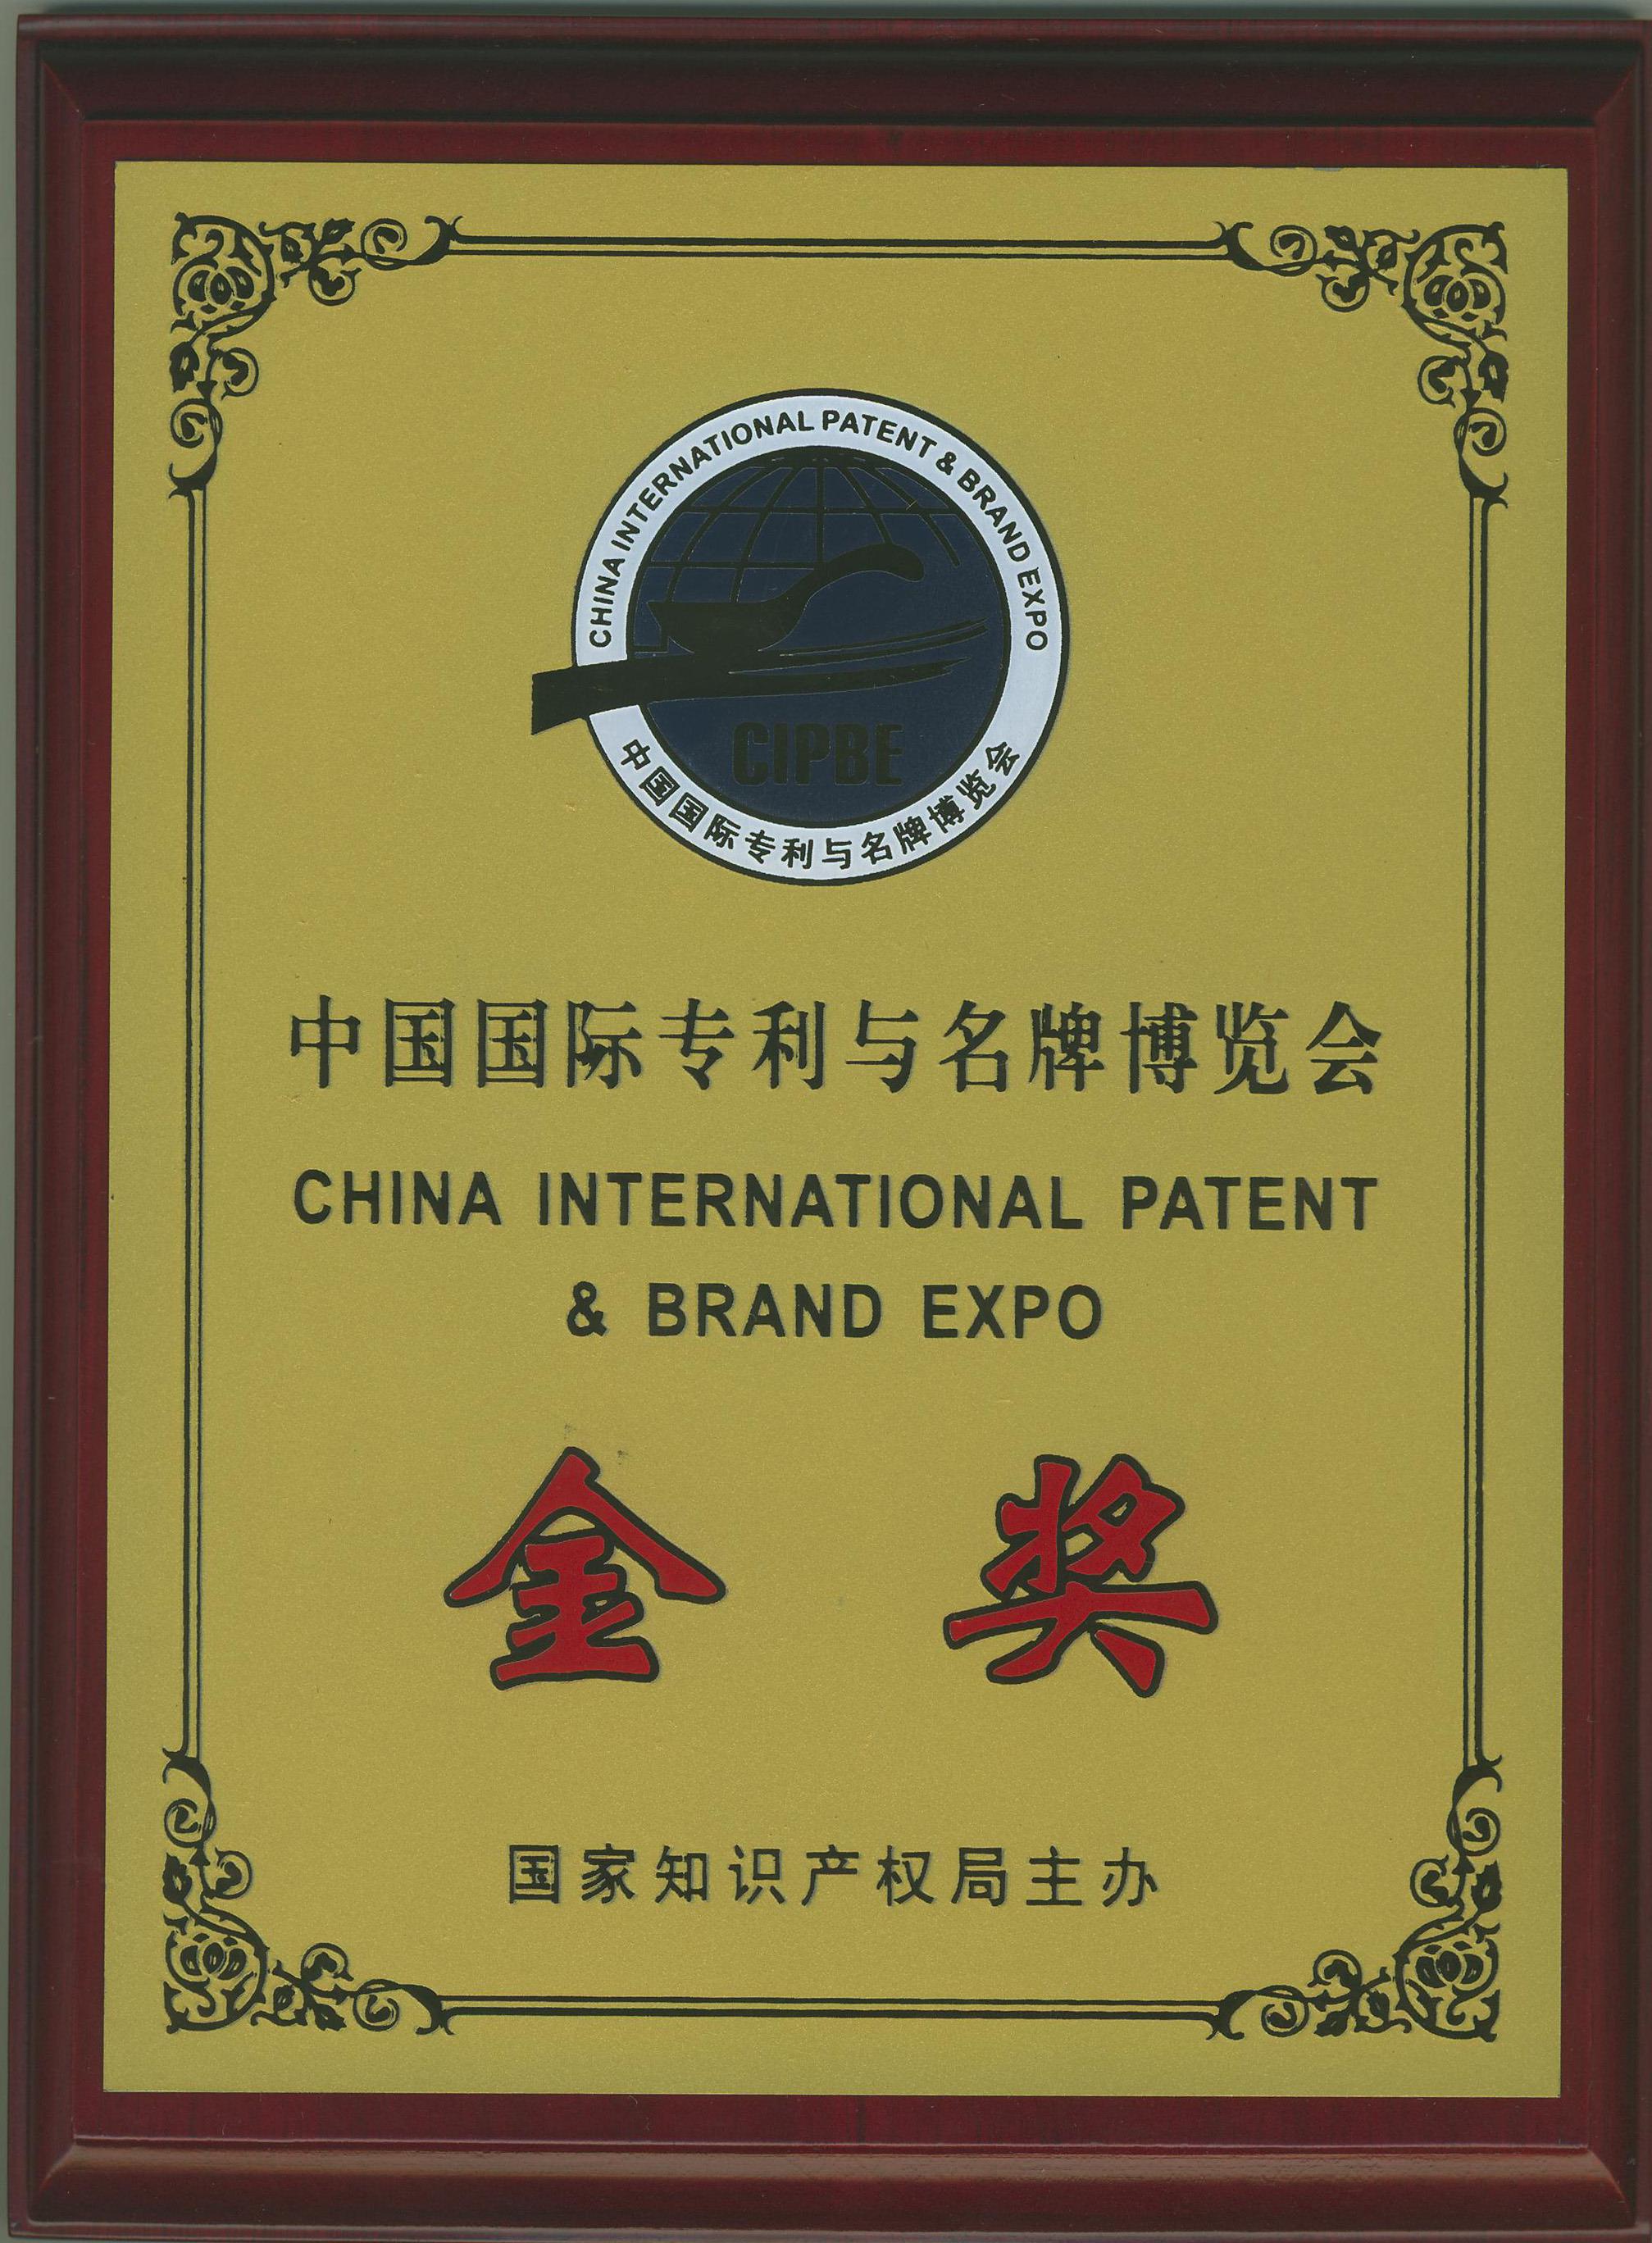 CHINA INTERNATIONAL PATENT & BRAND EXPO
CIPBE
中国国际专利与名牌博览会
中国国际专利与名牌博览会
CHINA INTERNATIONAL PATENT
& BRAND EXPO
金 奖
国家知识产权局主办